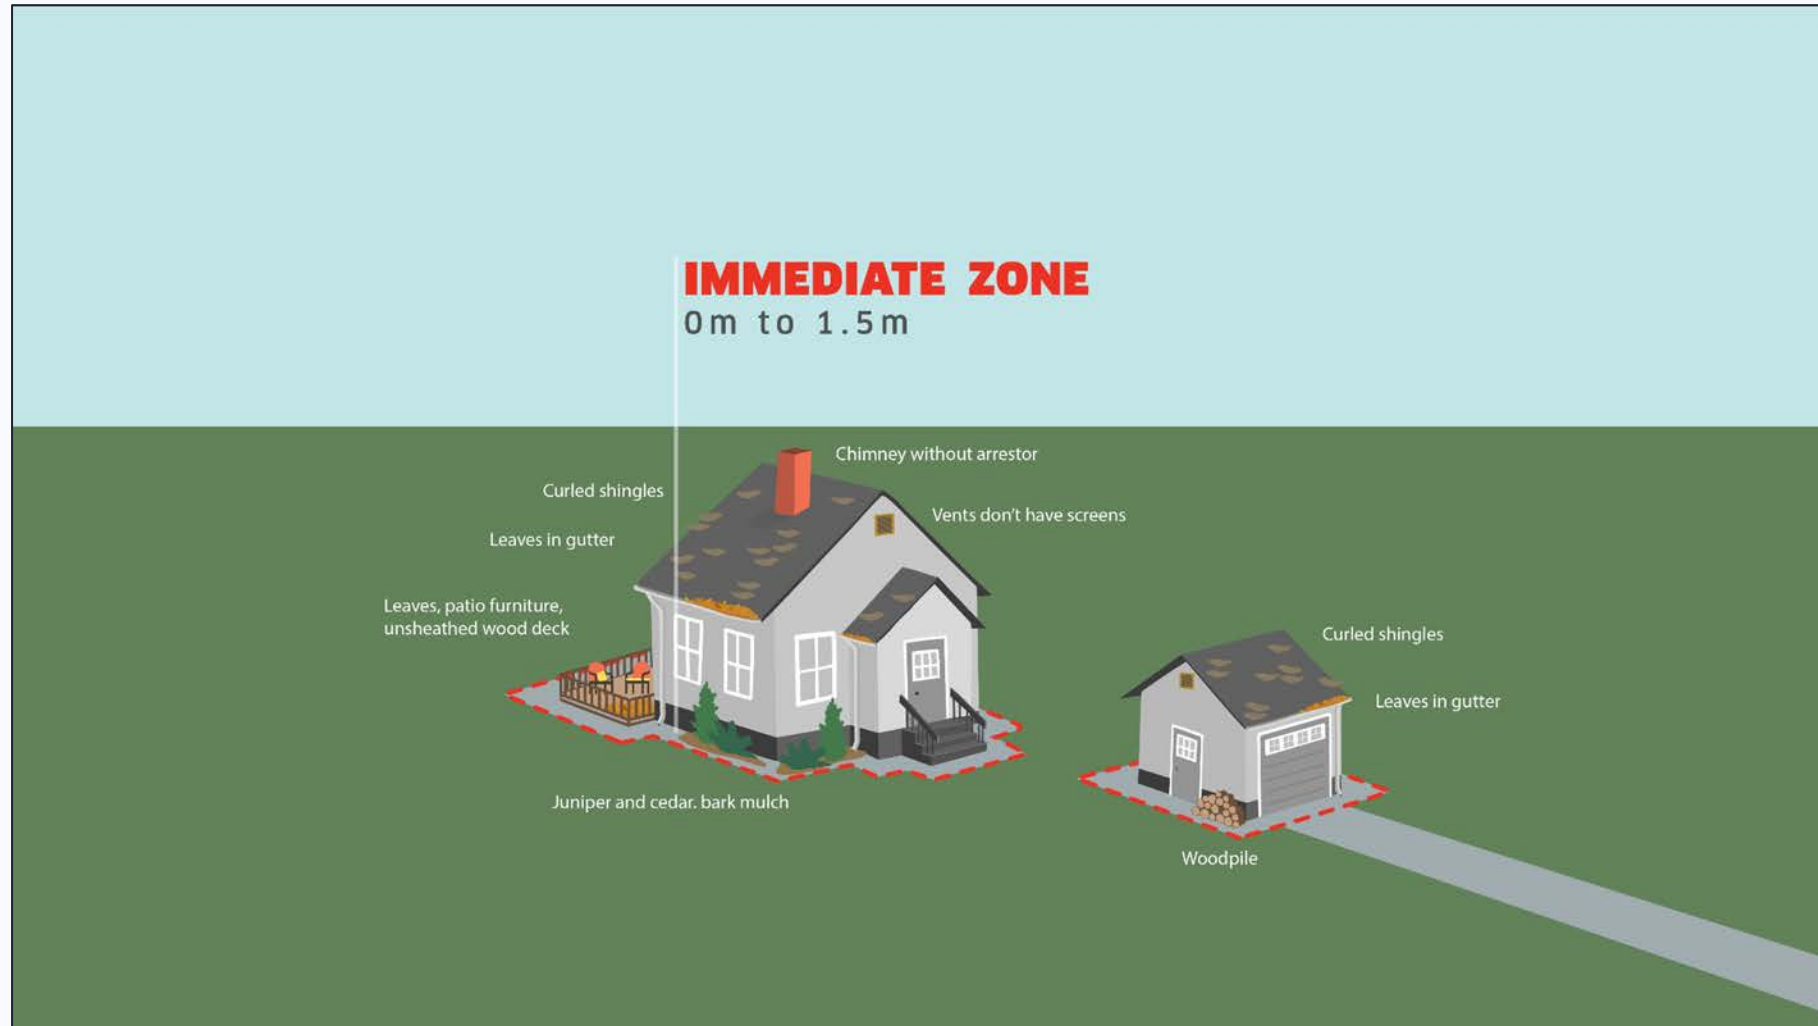 IMMEDIATE ZONE
0m to 1.5m
Chimney without arrestor
Curled shingles
Vents don't have screens
Leaves in gutter
Leaves, patio furniture,
unsheathed wood deck
Curled shingles
Leaves in gutter
Juniper and cedar. bark mulch
Woodpile